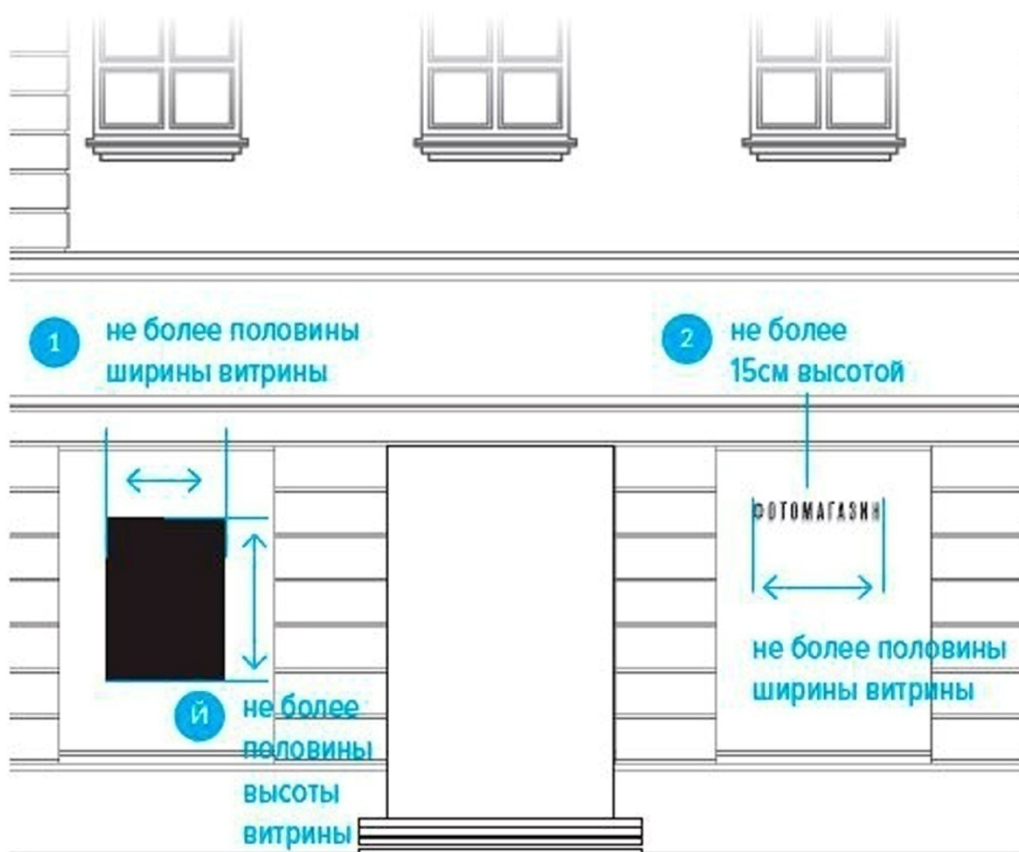 1
не более половины
ширины витрины
2
не более
15см высотой
ФОТОМАГАЗИН
не более половины
ширины витрины
й
не более
половины
высоты
витрины